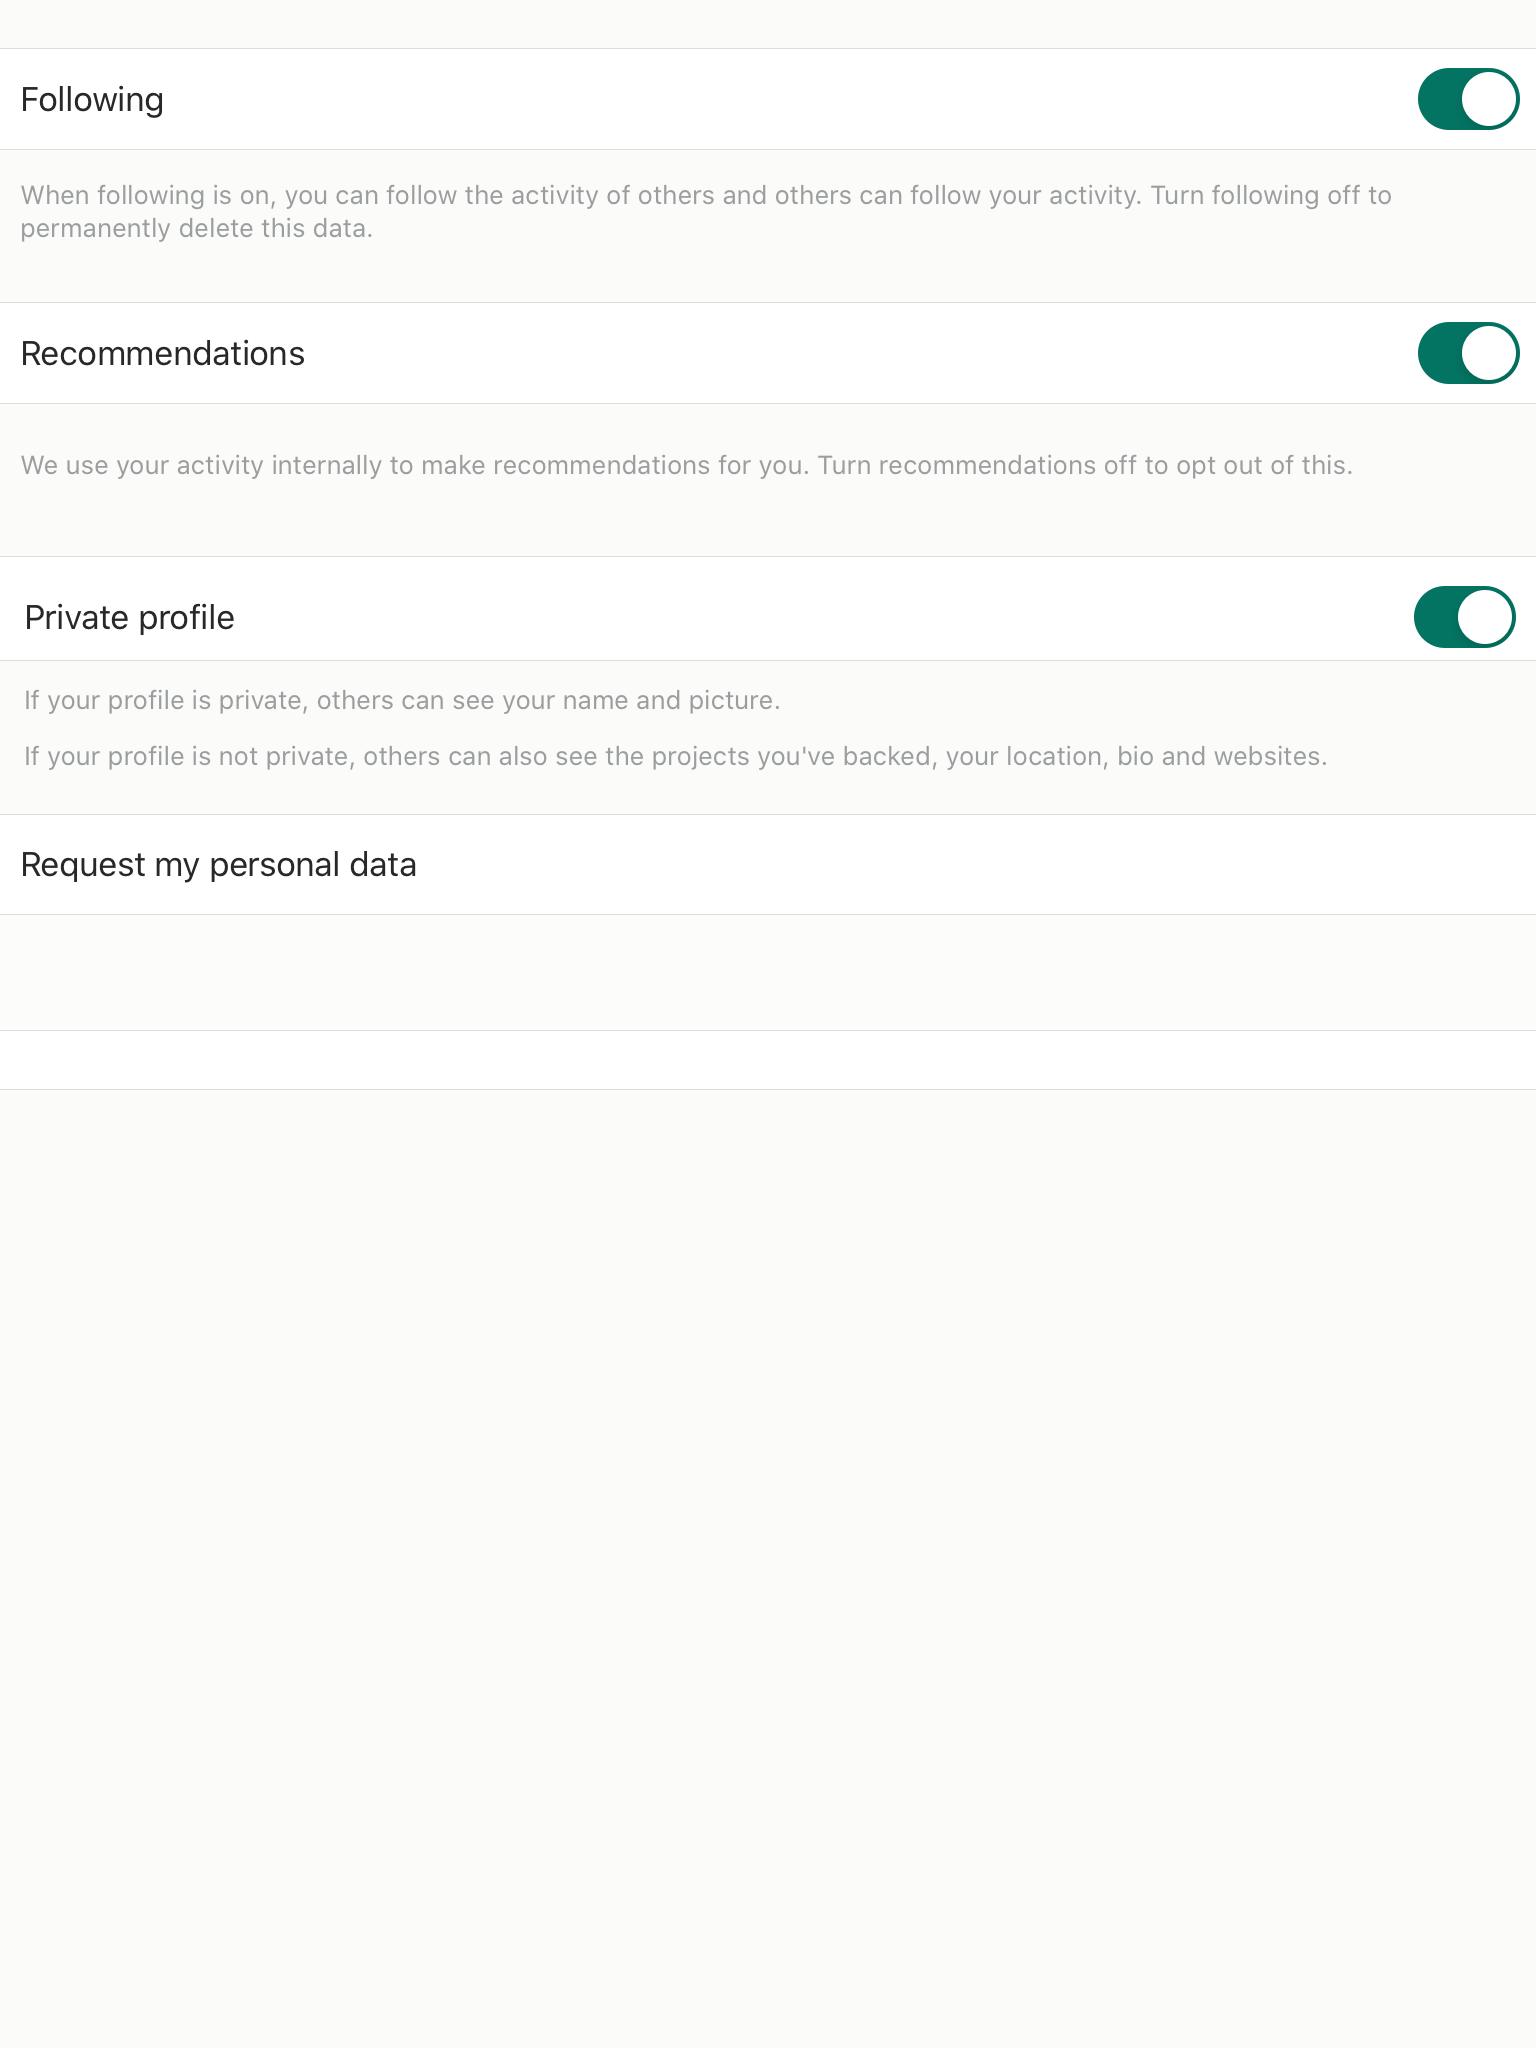 Following
When following is on, you can follow the activity of others and others can follow your activity. Turn following off to
permanently delete this data.
Recommendations
We use your activity internally to make recommendations for you. Turn recommendations off to opt out of this.
Private profile
If your profile is private, others can see your name and picture.
If your profile is not private, others can also see the projects you've backed, your location, bio and websites.
Request my personal data